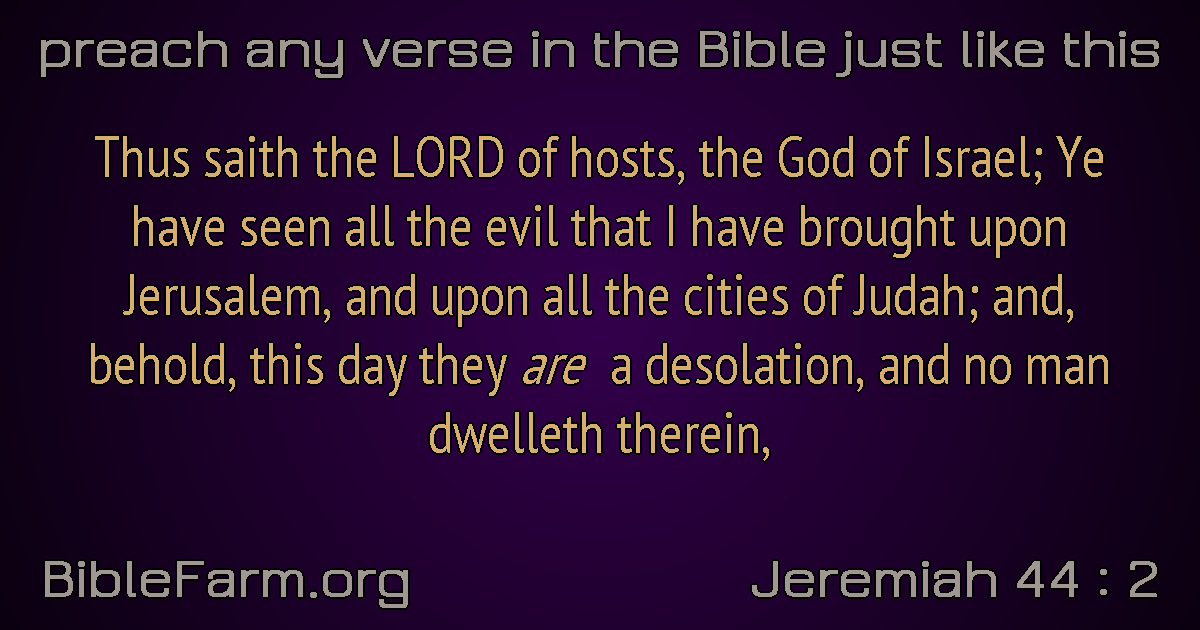 preach any verse in the Bible just like this
Thus saith the LORD of hosts, the God of Israel; Ye
have seen all the evil that I have brought upon
Jerusalem, and upon all the cities of Judah; and,
behold, this day they are a desolation, and no man
dwelleth therein,
BibleFarm.org
Jeremiah 44 : 2